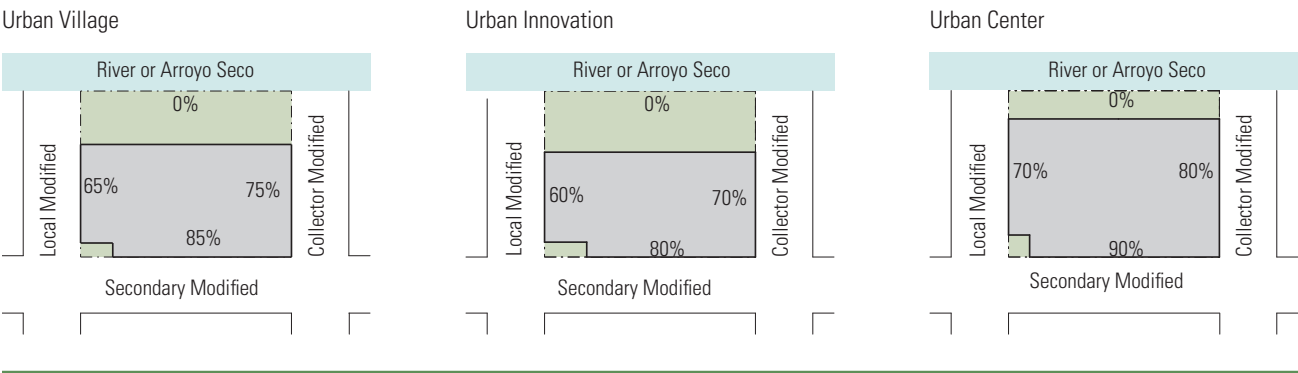 Urban Village
River or Arroyo Seco
0%
Local Modified
65%
75%
Collector Modified
85%
Secondary Modified
Urban Innovation
River or Arroyo Seco
0%
Local Modified
60%
70%
Collector Modified
80%
Secondary Modified
Urban Center
River or Arroyo Seco
0%
Local Modified
70%
80%
Collector Modified
90%
Secondary Modified